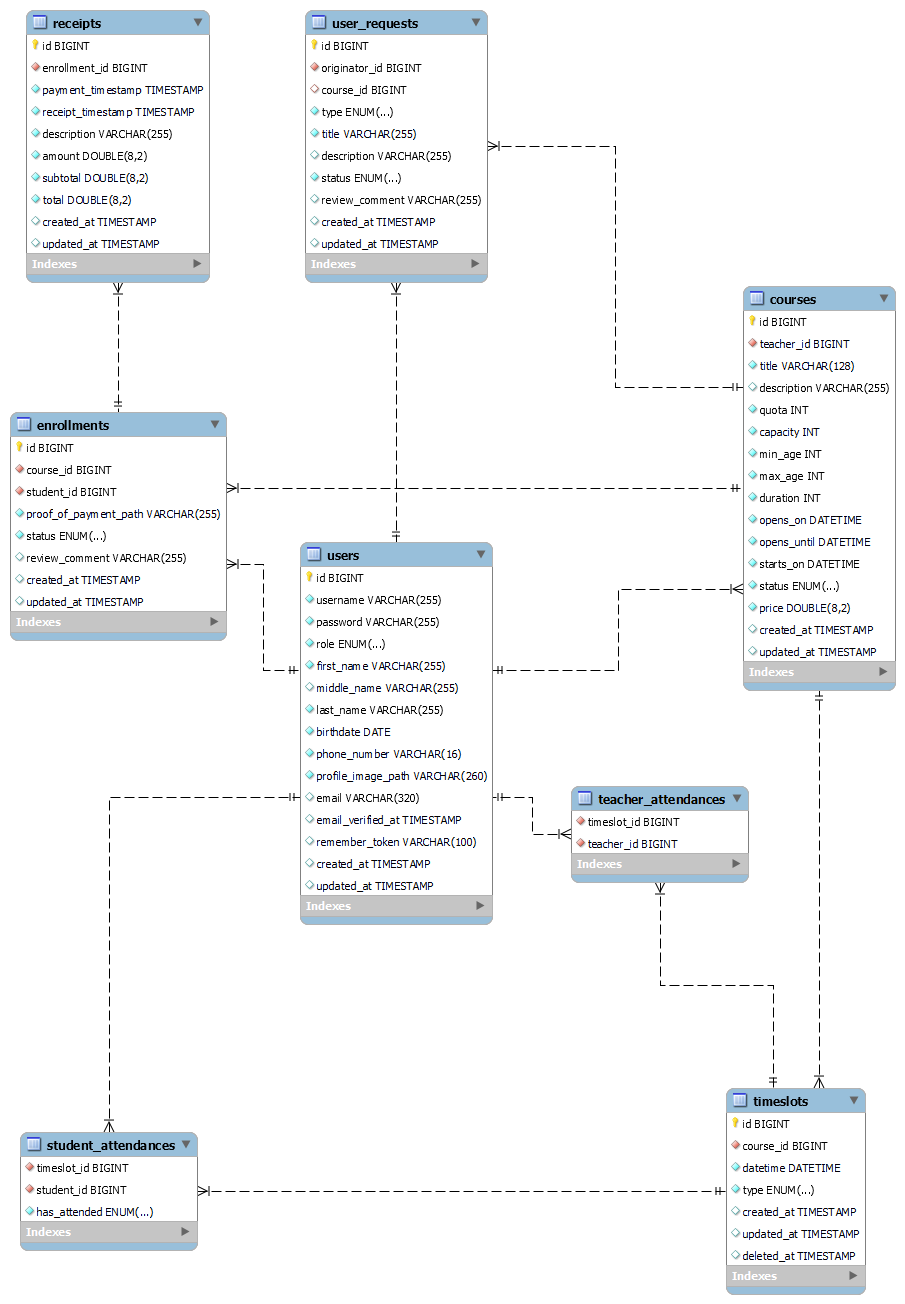 receipts
id BIGINT
enrollment_id BIGINT
payment_timestamp TIMESTAMP
receipt_timestamp TIMESTAMP
description VARCHAR(255)
amount DOUBLE(8,2)
subtotal DOUBLE(8,2)
total DOUBLE(8,2)
created_at TIMESTAMP
updated_at TIMESTAMP
Indexes
user_requests
id BIGINT
originator_id BIGINT
course_id BIGINT
type ENUM(...)
title VARCHAR(255)
description VARCHAR(255)
status ENUM(...)
review_comment VARCHAR(255)
created_at TIMESTAMP
updated_at TIMESTAMP
Indexes
courses
id BIGINT
teacher_id BIGINT
title VARCHAR(128)
description VARCHAR(255)
quota INT
capacity INT
min_age INT
max_age INT
duration INT
opens_on DATETIME
opens_until DATETIME
starts_on DATETIME
status ENUM(...)
price DOUBLE(8,2)
created_at TIMESTAMP
updated_at TIMESTAMP
Indexes
enrollments
id BIGINT
course_id BIGINT
student_id BIGINT
proof_of_payment_path VARCHAR(255)
status ENUM(...)
review_comment VARCHAR(255)
created_at TIMESTAMP
updated_at TIMESTAMP
Indexes
users
id BIGINT
username VARCHAR(255)
password VARCHAR(255)
role ENUM(...)
first_name VARCHAR(255)
middle_name VARCHAR(255)
last_name VARCHAR(255)
birthdate DATE
phone_number VARCHAR(16)
profile_image_path VARCHAR(260)
email VARCHAR(320)
email_verified_at TIMESTAMP
remember_token VARCHAR(100)
created_at TIMESTAMP
updated_at TIMESTAMP
Indexes
teacher_attendances
timeslot_id BIGINT
teacher_id BIGINT
Indexes
student_attendances
timeslot_id BIGINT
student_id BIGINT
has_attended ENUM(...)
Indexes
timeslots
id BIGINT
course_id BIGINT
datetime DATETIME
type ENUM(...)
created_at TIMESTAMP
updated_at TIMESTAMP
deleted_at TIMESTAMP
Indexes